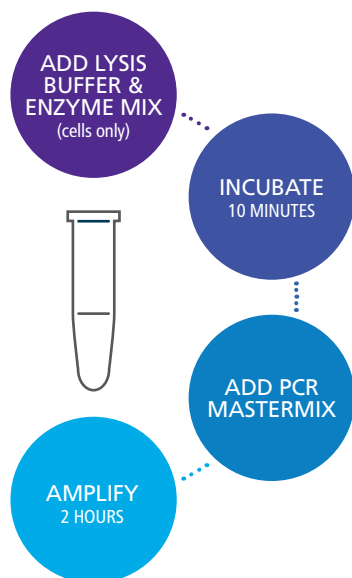 ADD LYSIS
BUFFER &
ENZYME MIX
(cells only)
INCUBATE
10 MINUTES
ADD PCR
MASTERMIX
AMPLIFY
2 HOURS